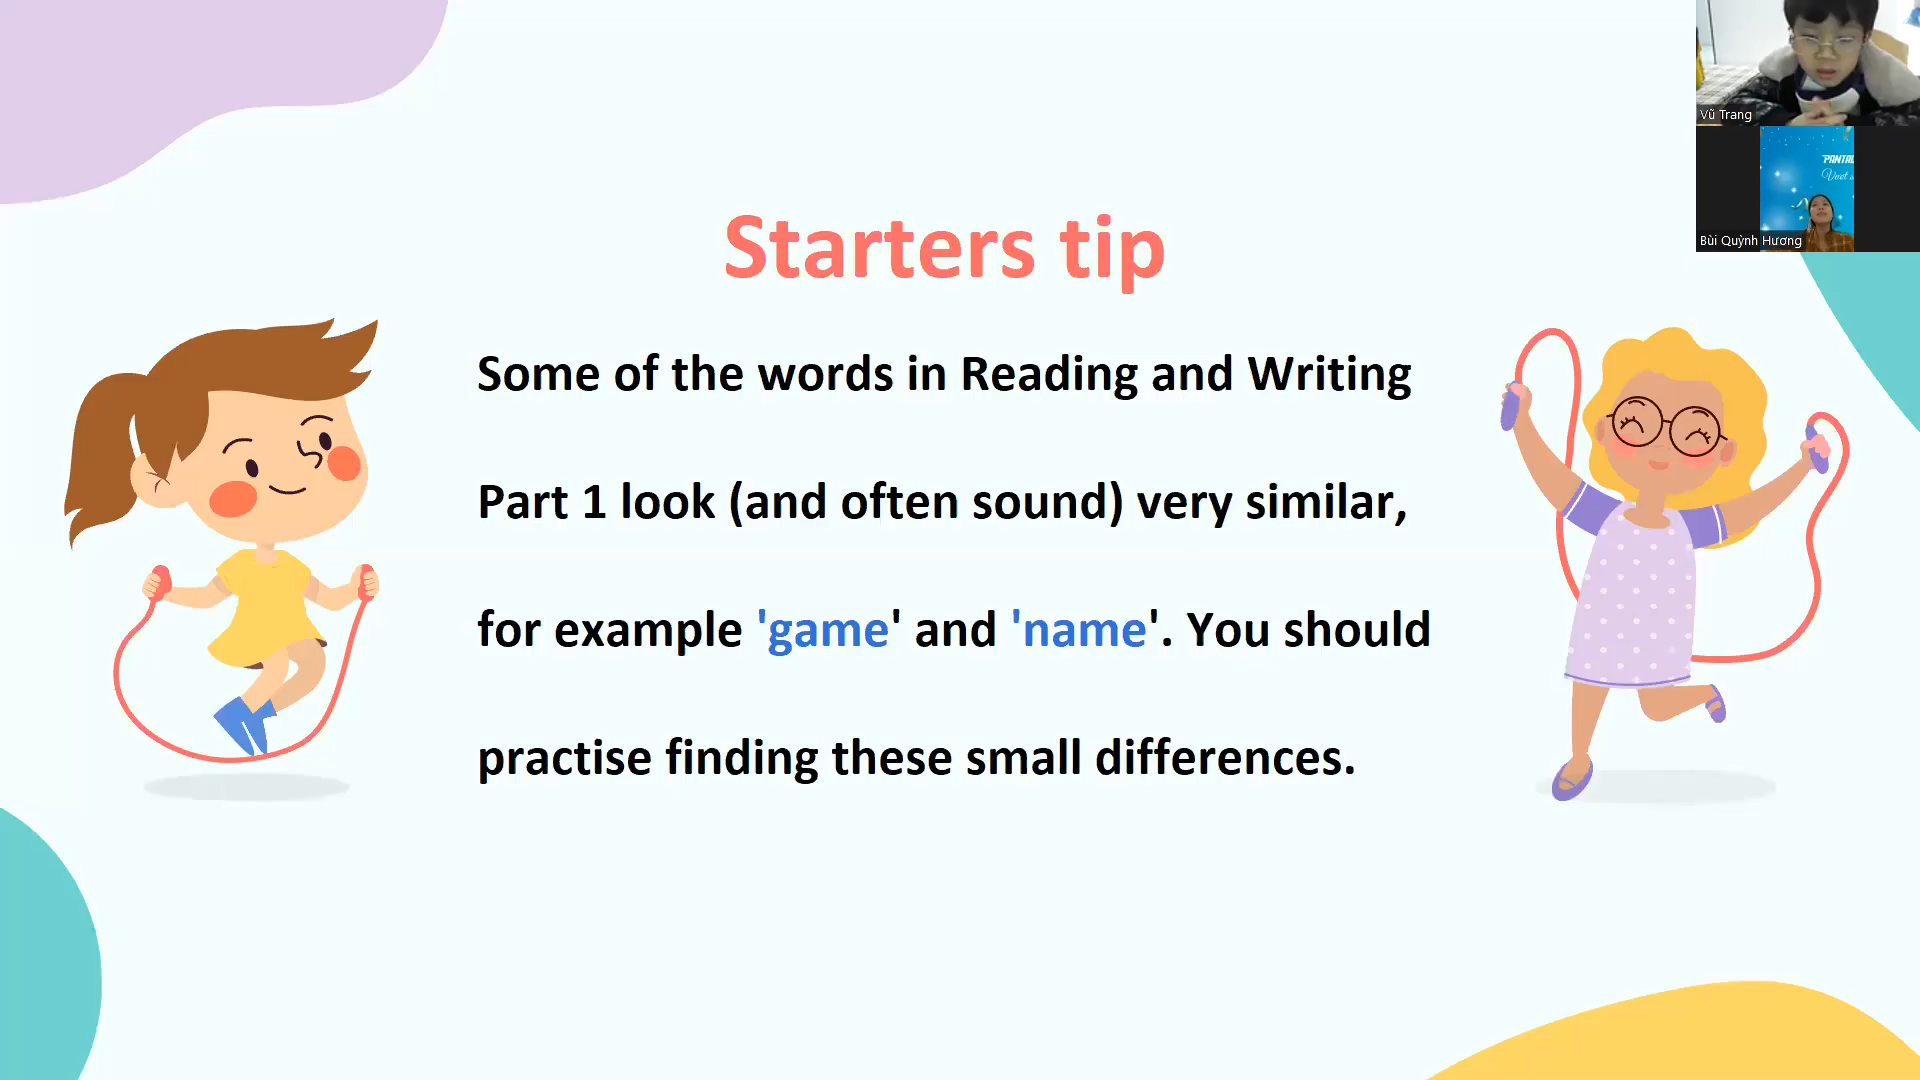 Starters tip
Some of the words in Reading and Writing
Part 1 look (and often sound) very similar,
for example 'game' and 'name'. You should
practise finding these small differences.
Vũ Trang
Bùi Quỳnh Hương